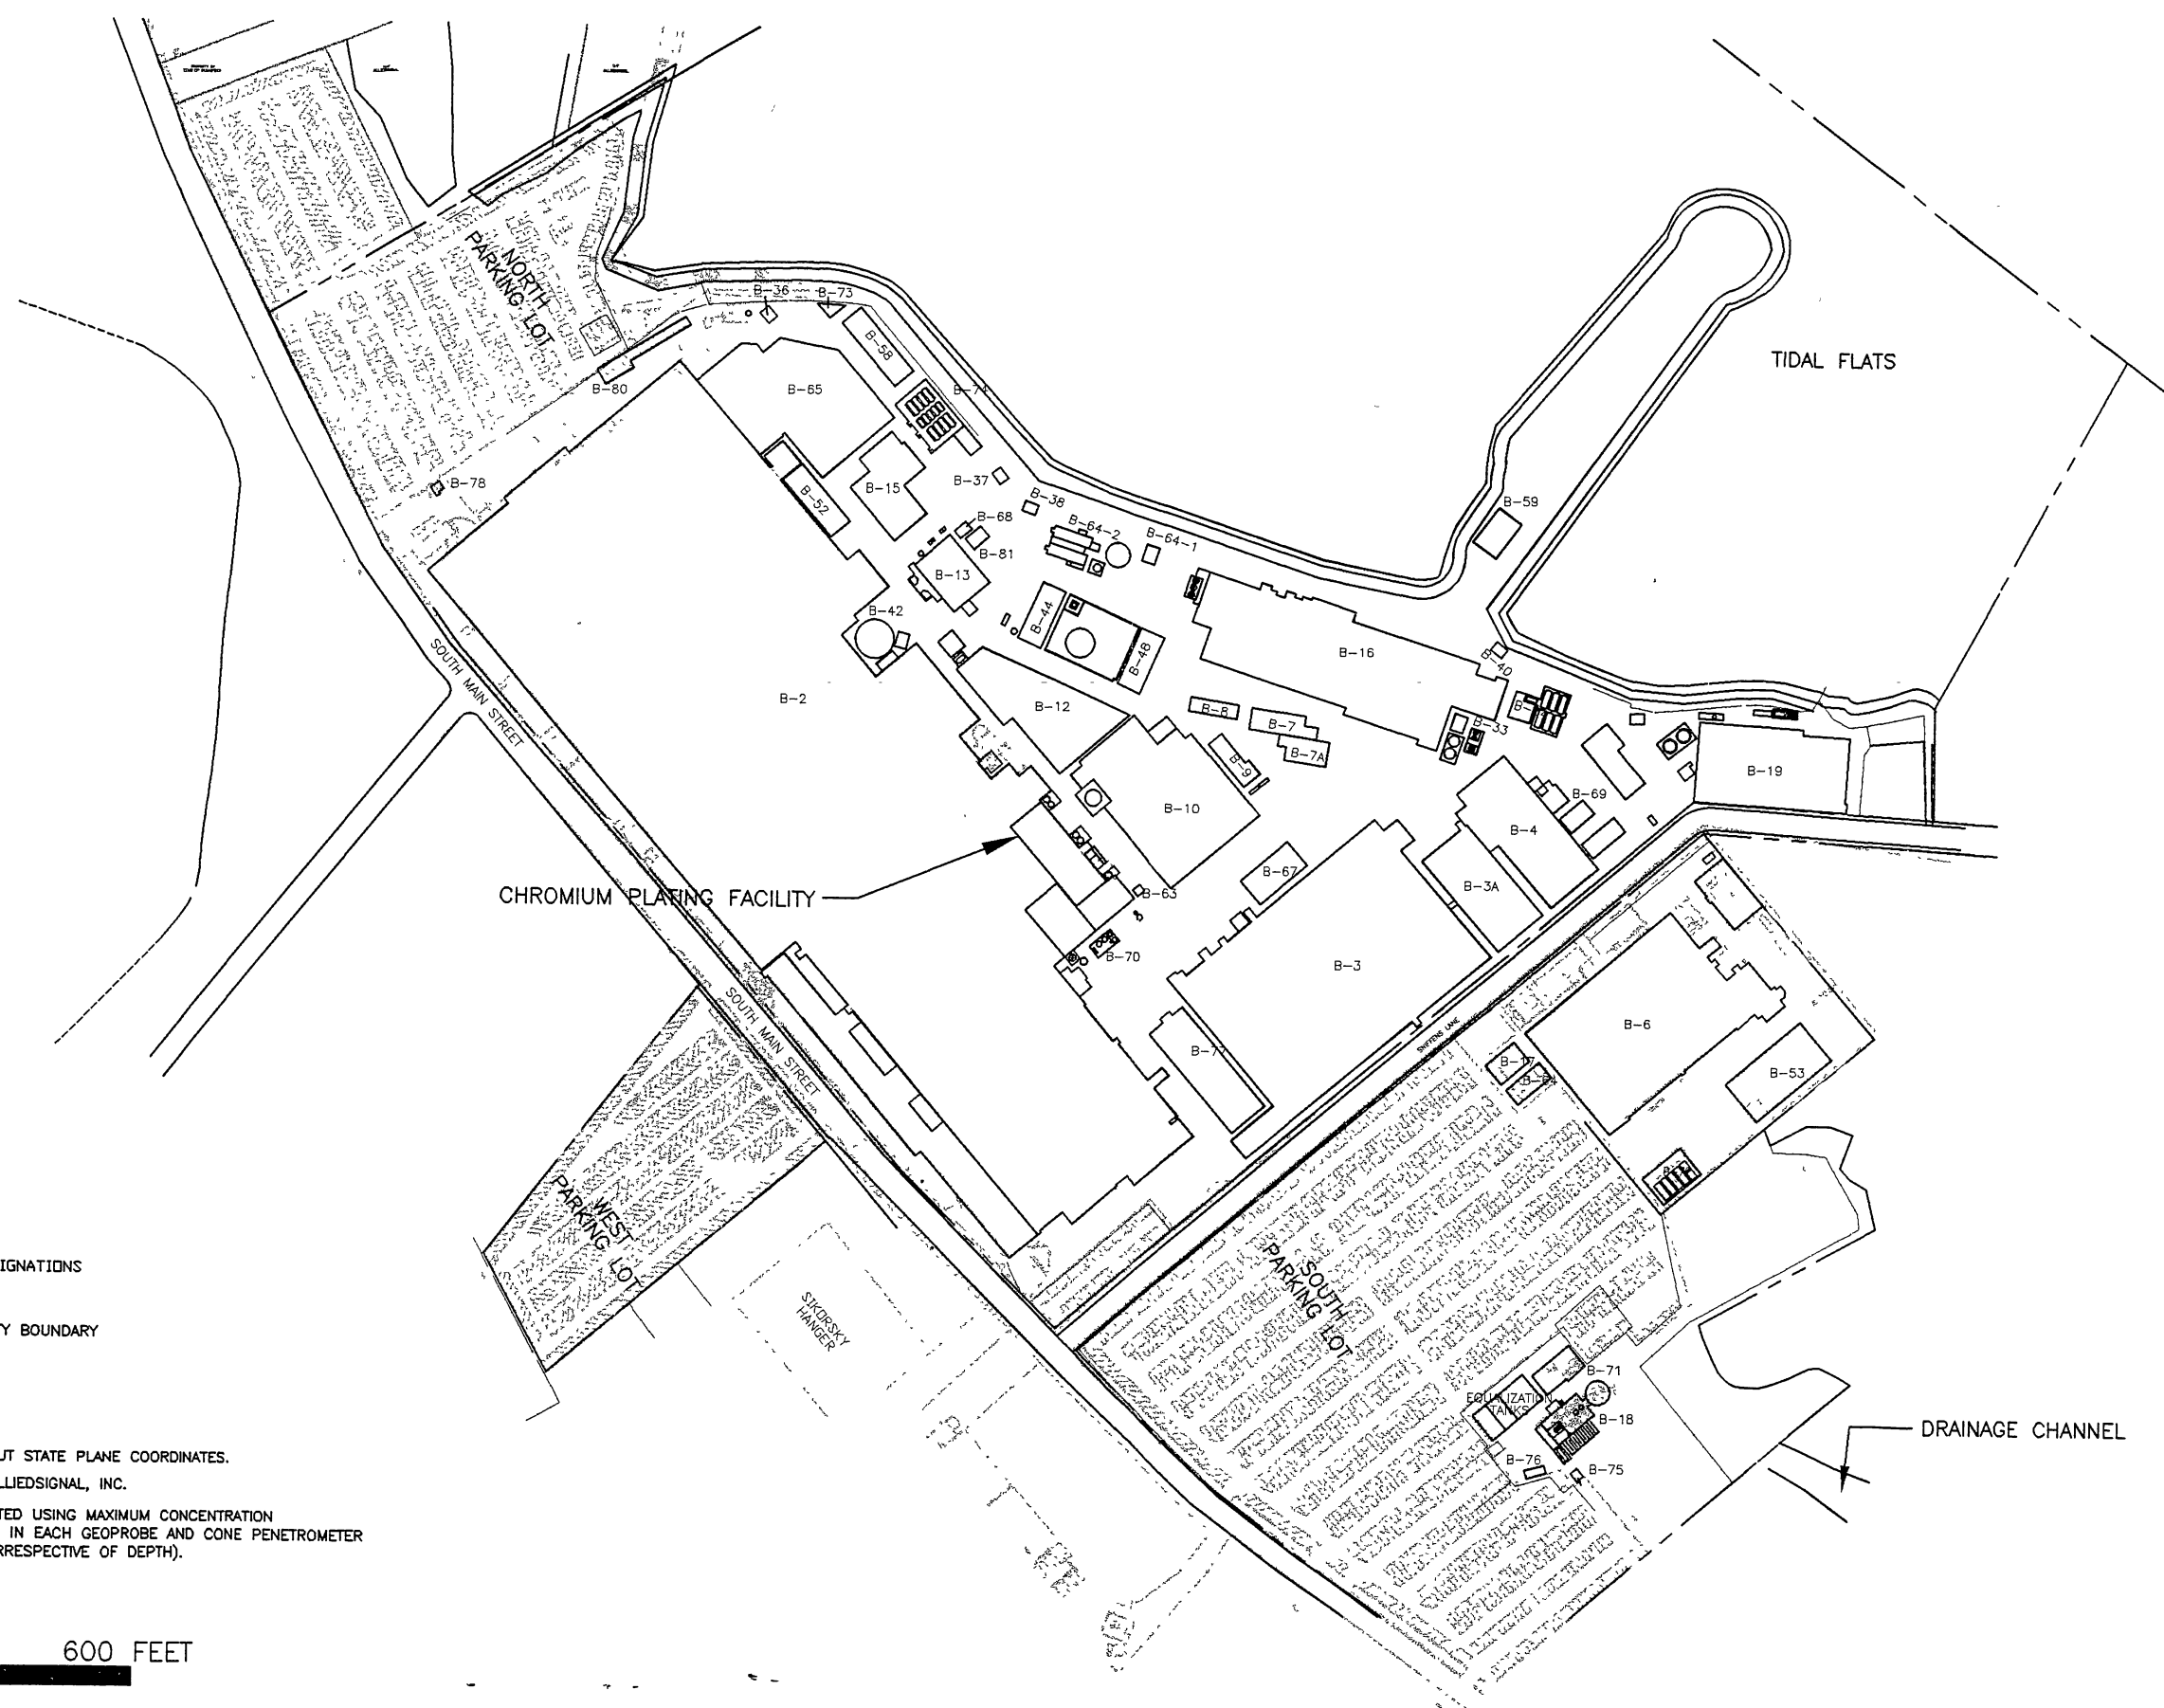 TIDAL FLATS
NORTH
PARKING LOT
B-36
B-73
B-58
B-80
B-65
B-74
B-78
B-52
B-15
B-37
B-38
B-59
B-68
B-64-2
B-64-1
B-81
B-13
B-42
B-44
B-48
B-16
B-40
SOUTH MAIN STREET
B-2
B-12
B-8
B-7
B-7A
B-33
B-9
B-19
B-10
B-69
B-4
B-67
B-3A
CHROMIUM PLATING FACILITY
B-63
B-70
B-3
SOUTH MAIN STREET
B-77
SNIFFENS LANE
B-6
B-17
B-53
WEST
PARKING LOT
SIKORSKY
HANGER
SOUTH
PARKING LOT
B-71
EQUALIZATION
TANKS
B-18
B-76
B-75
DRAINAGE CHANNEL
IGNATIONS
Y BOUNDARY
UT STATE PLANE COORDINATES.
LLIEDSIGNAL, INC.
TED USING MAXIMUM CONCENTRATION
IN EACH GEOPROBE AND CONE PENETROMETER
RRESPECTIVE OF DEPTH).
600 FEET